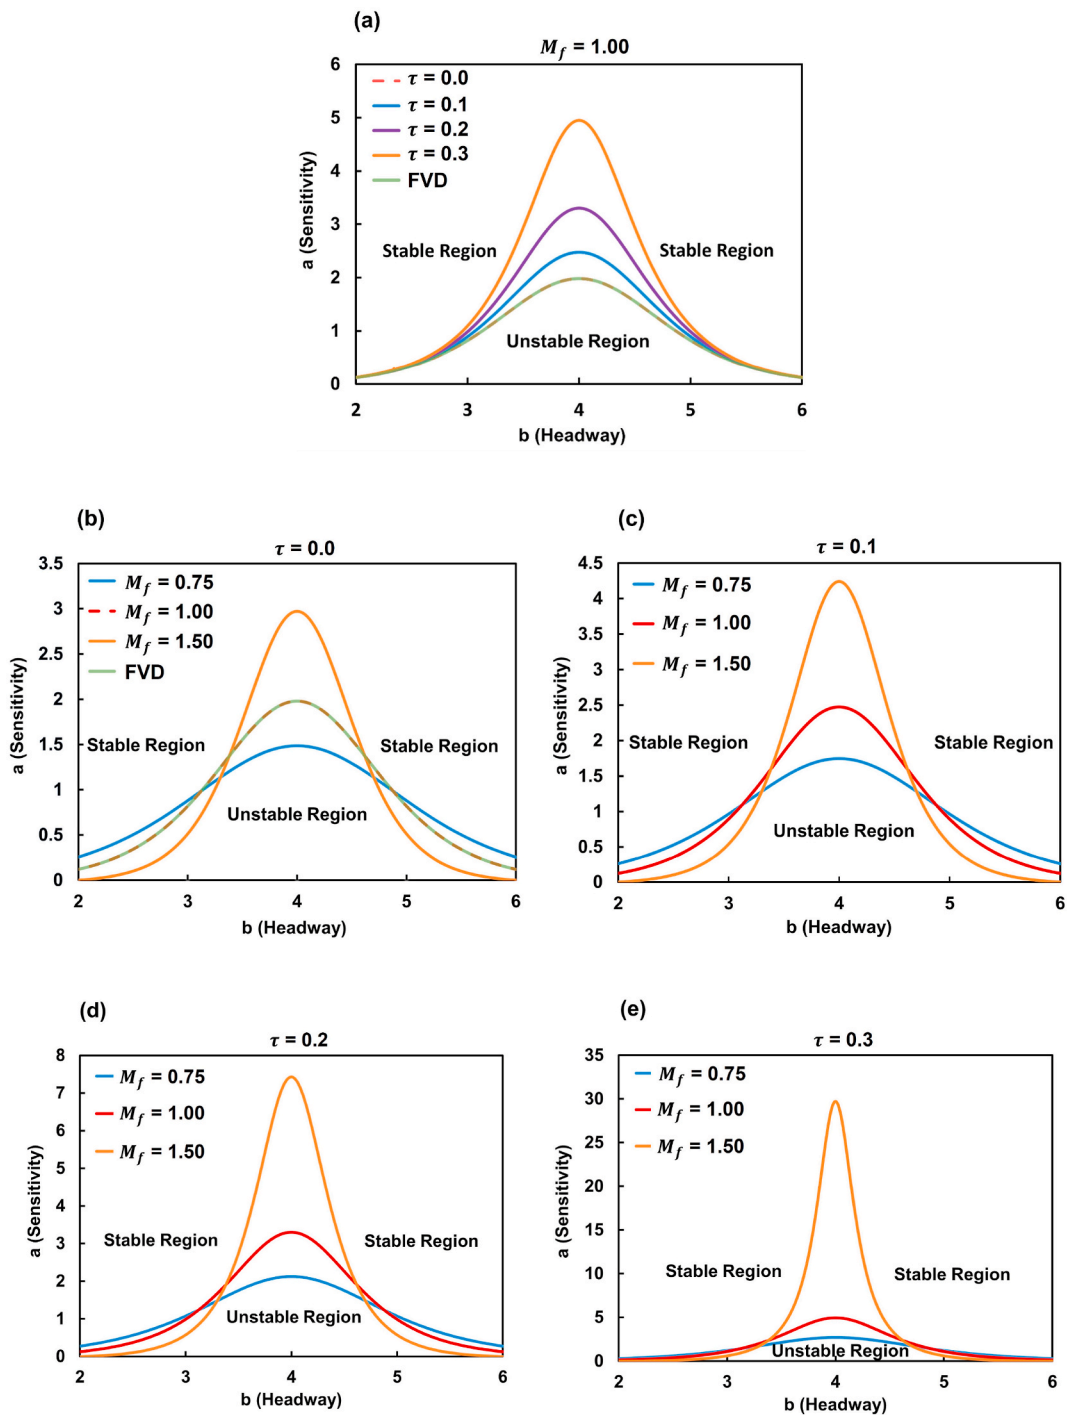 (a)
M_f = 1.00
6
5
4
3
2
1
0
a (Sensitivity)
τ = 0.0
τ = 0.1
τ = 0.2
τ = 0.3
FVD
Stable Region
Stable Region
Unstable Region
2 3 4 5 6
b (Headway)
(b)
τ = 0.0
3.5
3
2.5
2
1.5
1
0.5
0
a (Sensitivity)
M_f = 0.75
M_f = 1.00
M_f = 1.50
FVD
Stable Region
Stable Region
Unstable Region
2 3 4 5 6
b (Headway)
(c)
τ = 0.1
4.5
4
3.5
3
2.5
2
1.5
1
0.5
0
a (Sensitivity)
M_f = 0.75
M_f = 1.00
M_f = 1.50
Stable Region
Stable Region
Unstable Region
2 3 4 5 6
b (Headway)
(d)
τ = 0.2
8
7
6
5
4
3
2
1
0
a (Sensitivity)
M_f = 0.75
M_f = 1.00
M_f = 1.50
Stable Region
Stable Region
Unstable Region
2 3 4 5 6
b (Headway)
(e)
τ = 0.3
35
30
25
20
15
10
5
0
a (Sensitivity)
M_f = 0.75
M_f = 1.00
M_f = 1.50
Stable Region
Stable Region
Unstable Region
2 3 4 5 6
b (Headway)